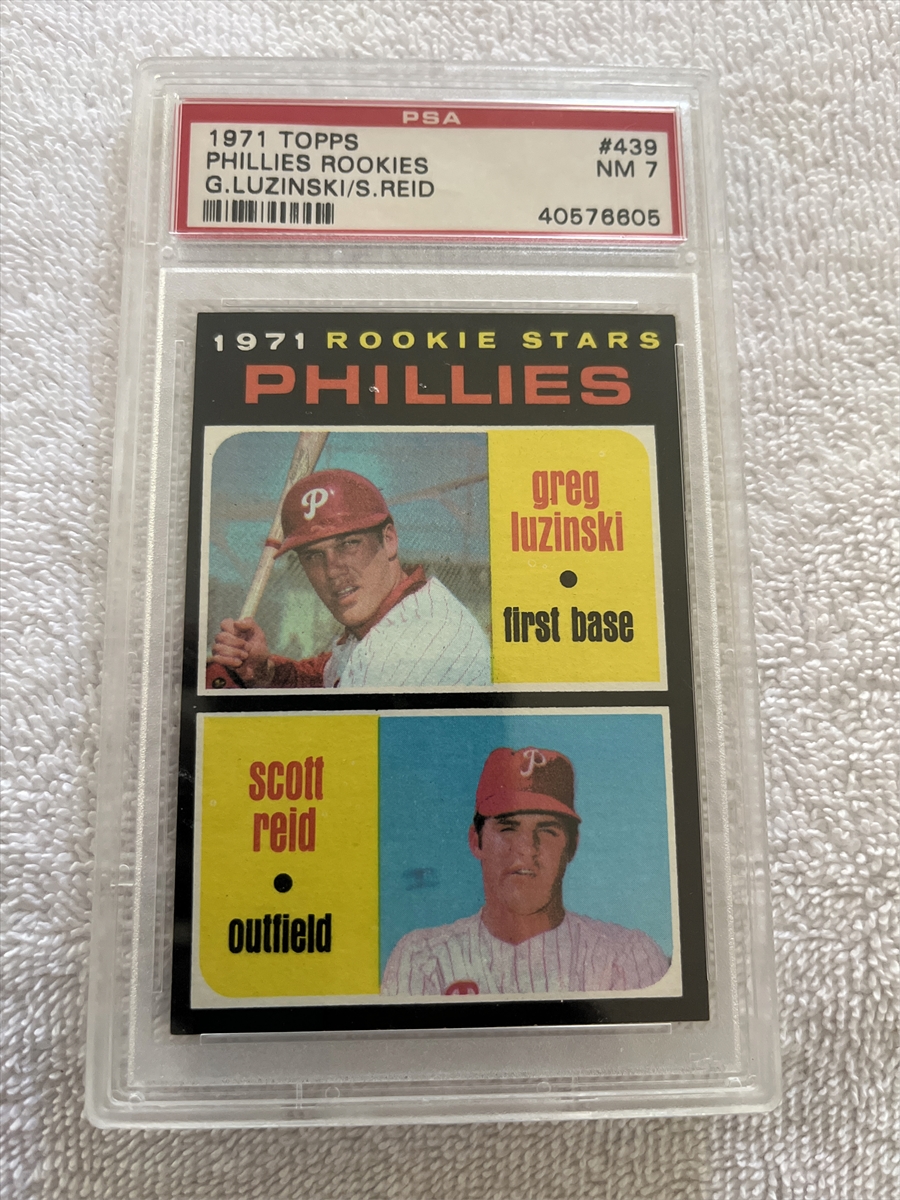 PSA
1971 TOPPS #439
PHILLIES ROOKIES NM 7
G.LUZINSKI/S.REID
40576605
1971 ROOKIE STARS
PHILLIES
P
greg
luzinski
first base
P
scott
reid
outfield